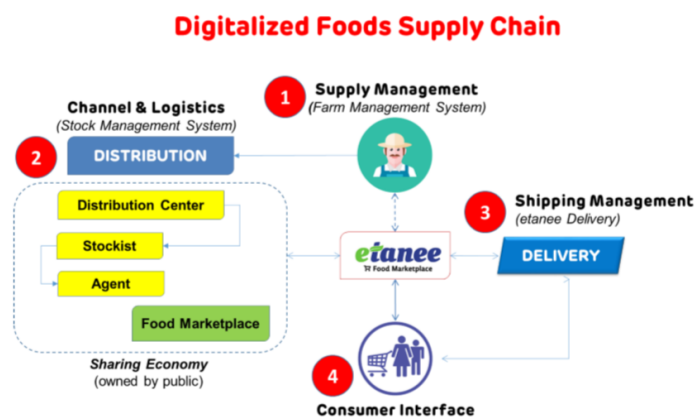 Digitalized Foods Supply Chain
1
Supply Management
(Farm Management System)
Channel & Logistics
(Stock Management System)
2
DISTRIBUTION
Distribution Center
Stockist
Agent
Food Marketplace
Sharing Economy
(owned by public)
etanee
Food Marketplace
3
Shipping Management
(etanee Delivery)
DELIVERY
4
Consumer Interface